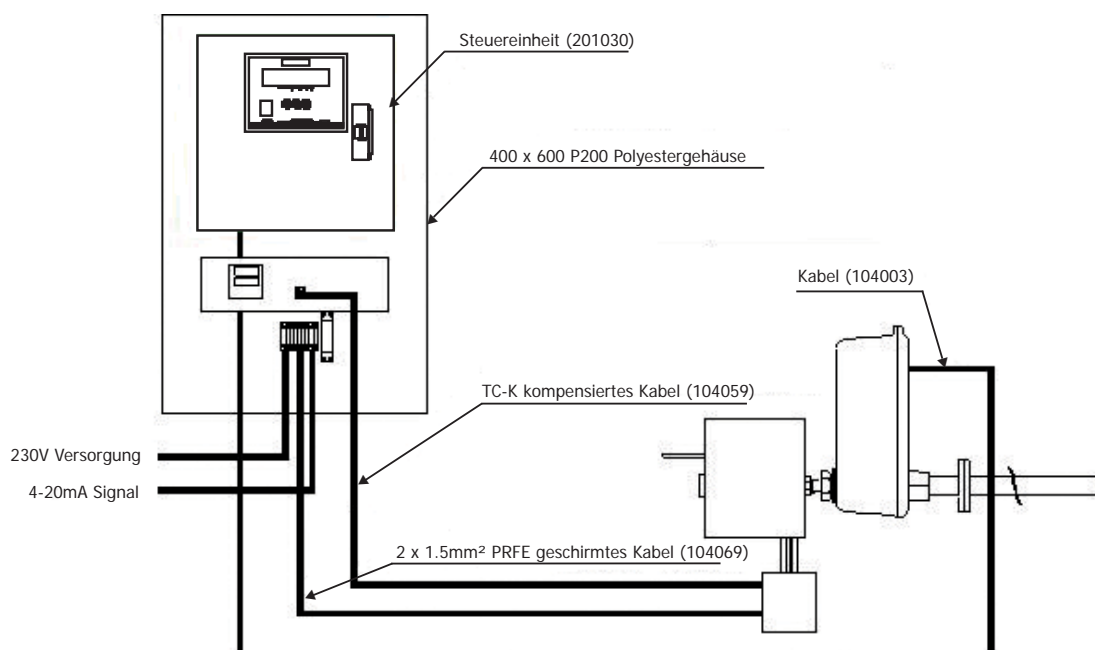 Steuereinheit (201030)
400 x 600 P200 Polyestergehäuse
Kabel (104003)
TC-K kompensiertes Kabel (104059)
230V Versorgung
4-20mA Signal
2 x 1.5mm² PRFE geschirmtes Kabel (104069)